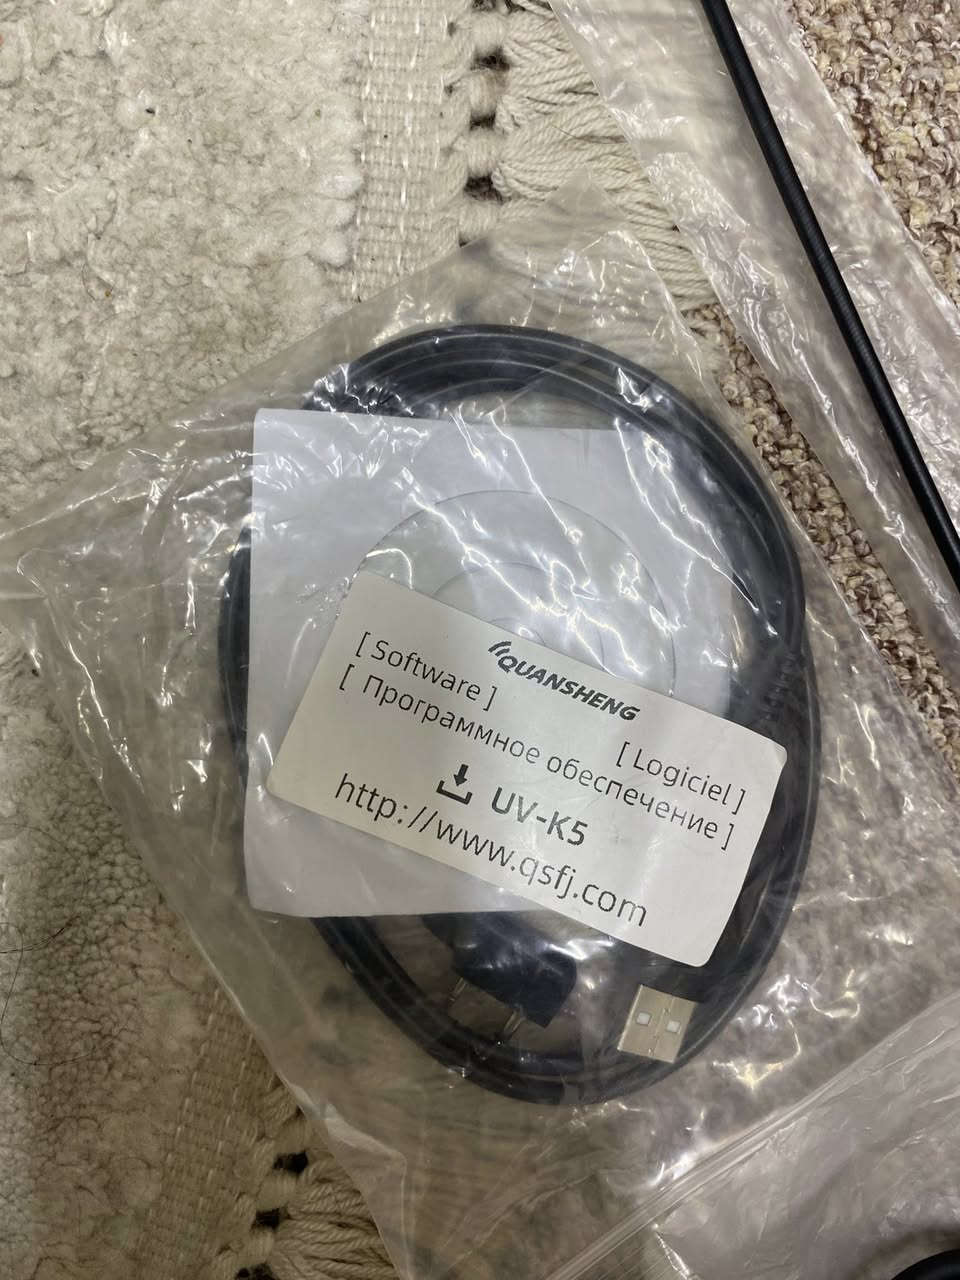 QUANSHENG
[ Software ] [ Logiciel ]
[ Программное обеспечение ]
UV-K5
http://www.qsfj.com